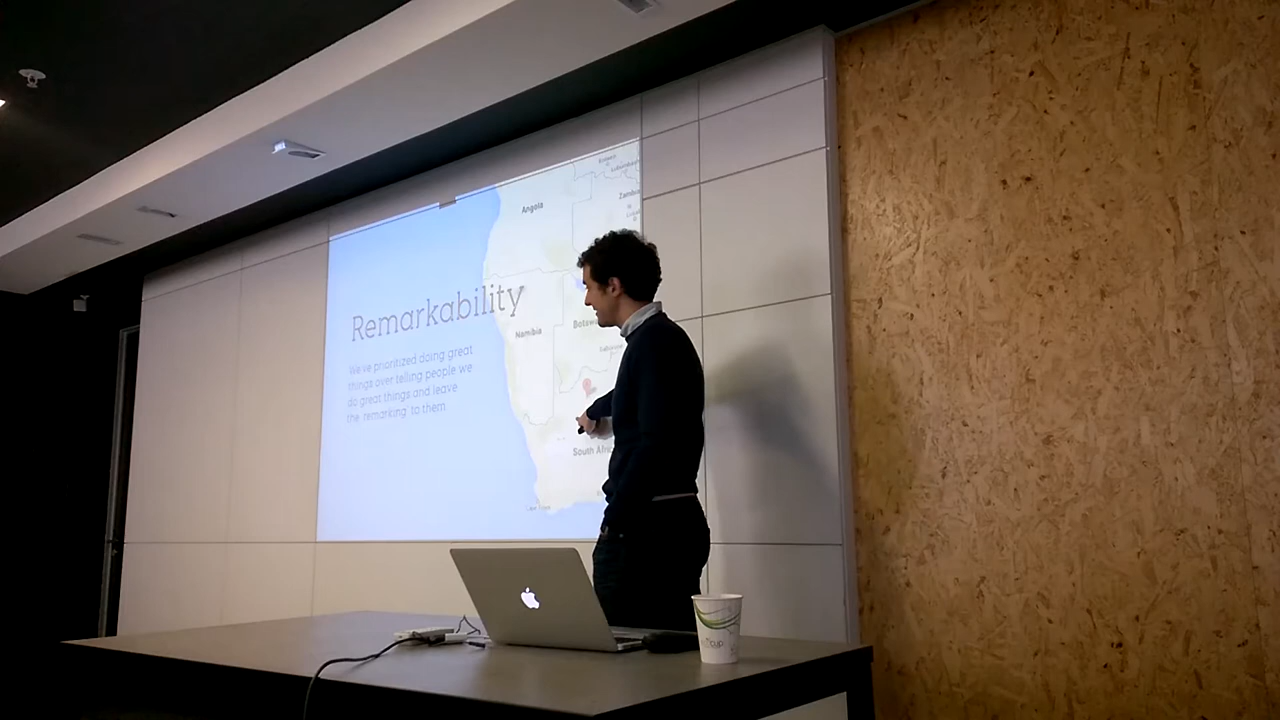 Angola
Zambia
Remarkability
Namibia
We've prioritized doing great
things over telling people we
do great things and leave
the 'remarking' to them
South Afric